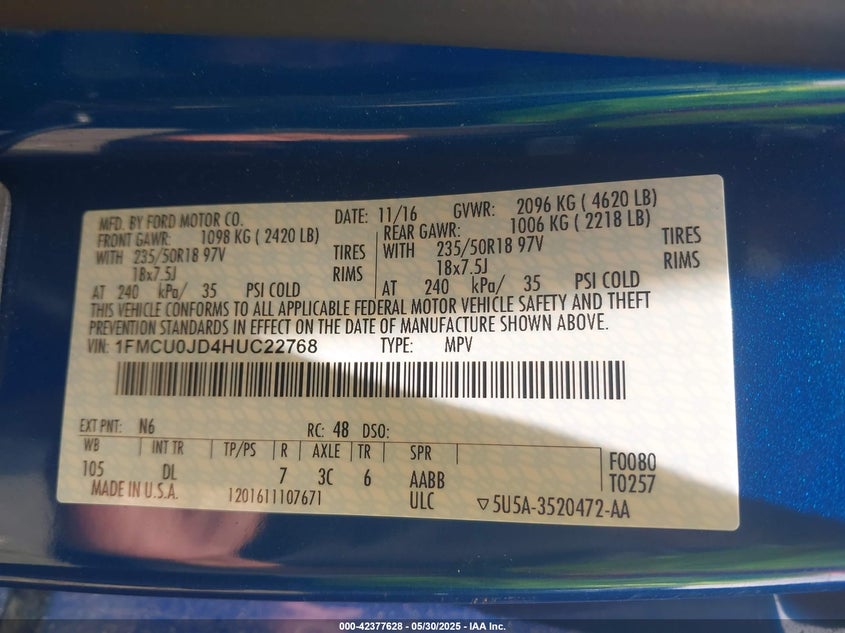 MFD. BY FORD MOTOR CO. DATE: 11/16 GVWR: 2096 KG ( 4620 LB)
FRONT GAWR: 1098 KG ( 2420 LB) REAR GAWR: 1006 KG ( 2218 LB)
WITH 235/50R18 97V TIRES WITH 235/50R18 97V TIRES
18x7.5J RIMS 18x7.5J RIMS
AT 240 kPa/ 35 PSI COLD AT 240 kPa/ 35 PSI COLD
THIS VEHICLE CONFORMS TO ALL APPLICABLE FEDERAL MOTOR VEHICLE SAFETY AND THEFT
PREVENTION STANDARDS IN EFFECT ON THE DATE OF MANUFACTURE SHOWN ABOVE.
VIN: 1FMCU0JD4HUC22768 TYPE: MPV
EXT PNT: N6 RC: 48 DSO:
WB INT TR TP/PS R AXLE TR SPR
105 DL 7 3C 6 AABB F0080
MADE IN U.S.A. 1201611107671 ULC T0257
▽5U5A-3520472-AA
000-42377628 - 05/30/2025 - IAA Inc.